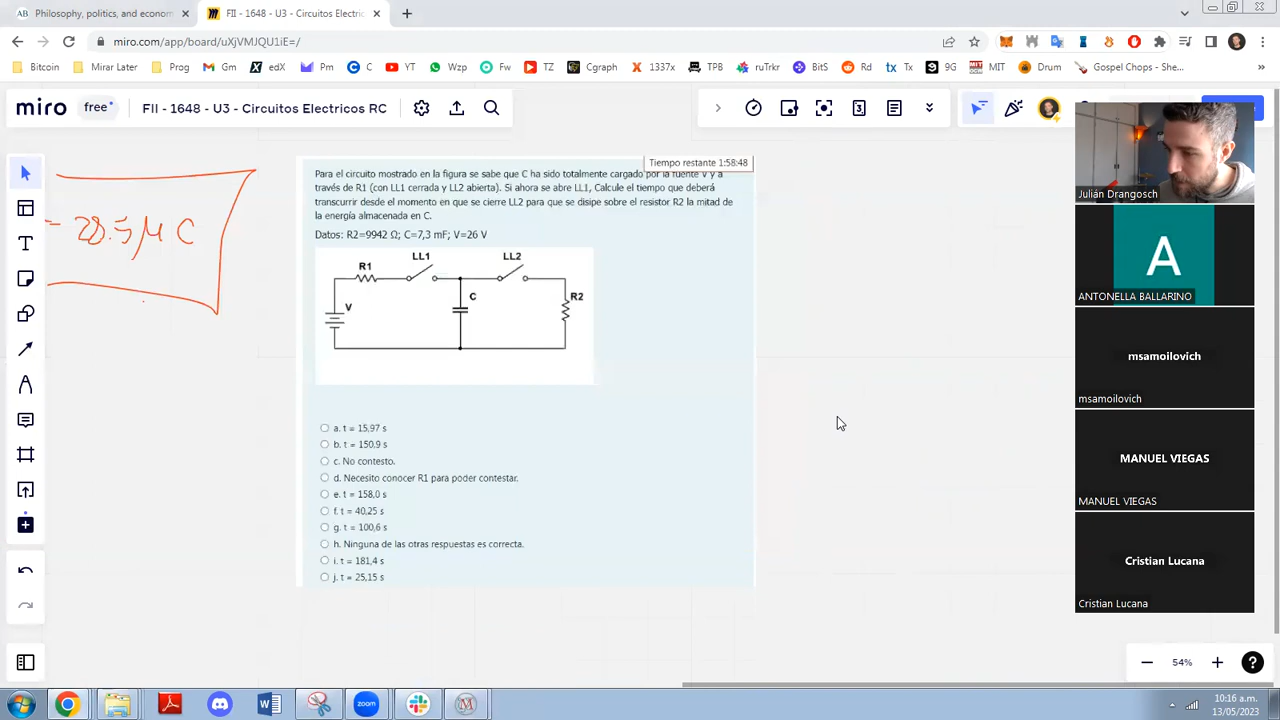 Philosophy, politics, and econom
FII - 1648 - U3 - Circuitos Electric
miro.com/app/board/uXjVMJQU1iE=/
Bitcoin
Mirar Later
Prog
Gm
edX
Pm
C
YT
Wzp
Fw
TZ
Cgraph
1337x
TPB
ruTrkr
BitS
Rd
Tx
9G
MIT
Drum
Gospel Chops - She...
miro
free
FII - 1648 - U3 - Circuitos Electricos RC
Tiempo restante 1:58:48
Para el circuito mostrado en la figura se sabe que C ha sido totalmente cargado por la fuente V y a
través de R1 (con LL1 cerrada y LL2 abierta). Si ahora se abre LL1, Calcule el tiempo que deberá
transcurrir desde el momento en que se cierre LL2 para que se disipe sobre el resistor R2 la mitad de
la energía almacenada en C.
Datos: R2=9942 Ω; C=7,3 mF; V=26 V
= 28.5 μ C
R1
LL1
LL2
V
C
R2
a. t = 15,97 s
b. t = 150.9 s
c. No contesto.
d. Necesito conocer R1 para poder contestar.
e. t = 158,0 s
f. t = 40,25 s
g. t = 100,6 s
h. Ninguna de las otras respuestas es correcta.
i. t = 181,4 s
j. t = 25,15 s
Julián Drangosch
A
ANTONELLA BALLARINO
msamoilovich
msamoilovich
MANUEL VIEGAS
MANUEL VIEGAS
Cristian Lucana
Cristian Lucana
54%
zoom
10:16 a.m.
13/05/2023